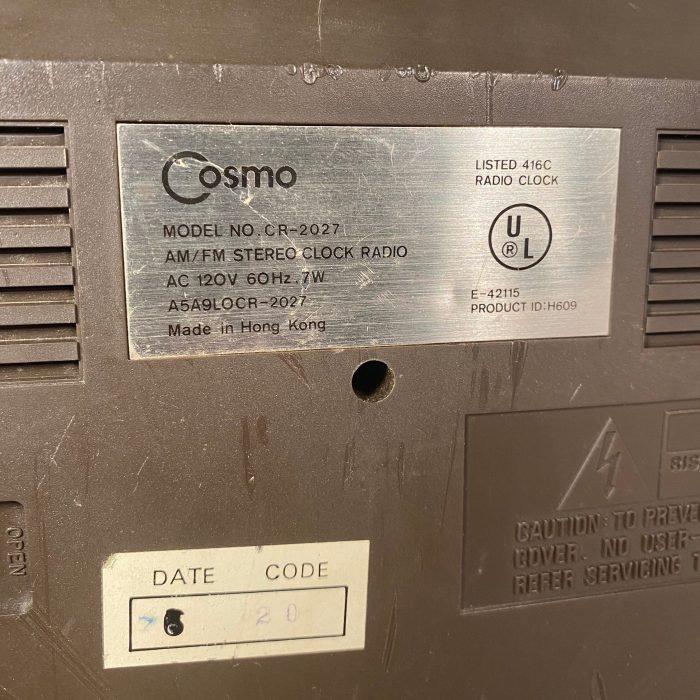 Cosmo
MODEL NO. CR-2027
AM/FM STEREO CLOCK RADIO
AC 120V 60Hz. 7W
A5A9LOCR-2027
Made in Hong Kong
LISTED 416C
RADIO CLOCK
U
® L
E-42115
PRODUCT ID:H609
OPEN
CAUTION: TO PREVE
COVER. NO USER-
REFER SERVICING T
DATE CODE
20